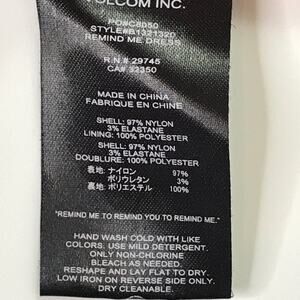 VOLCOM INC.
PO#C8050
STYLE#B1321320
REMIND ME DRESS
R.N.# 29745
CA# 32350
MADE IN CHINA
FABRIQUE EN CHINE
SHELL: 97% NYLON
3% ELASTANE
LINING: 100% POLYESTER
SHELL: 97% NYLON
3% ELASTANE
DOUBLURE: 100% POLYESTER
表地: ナイロン 97%
ポリウレタン 3%
裏地: ポリエステル 100%
"REMIND ME TO REMIND YOU TO REMIND ME."
HAND WASH COLD WITH LIKE
COLORS. USE MILD DETERGENT.
ONLY NON-CHLORINE
BLEACH AS NEEDED.
RESHAPE AND LAY FLAT TO DRY.
LOW IRON ON REVERSE SIDE ONLY.
DRY CLEANABLE.